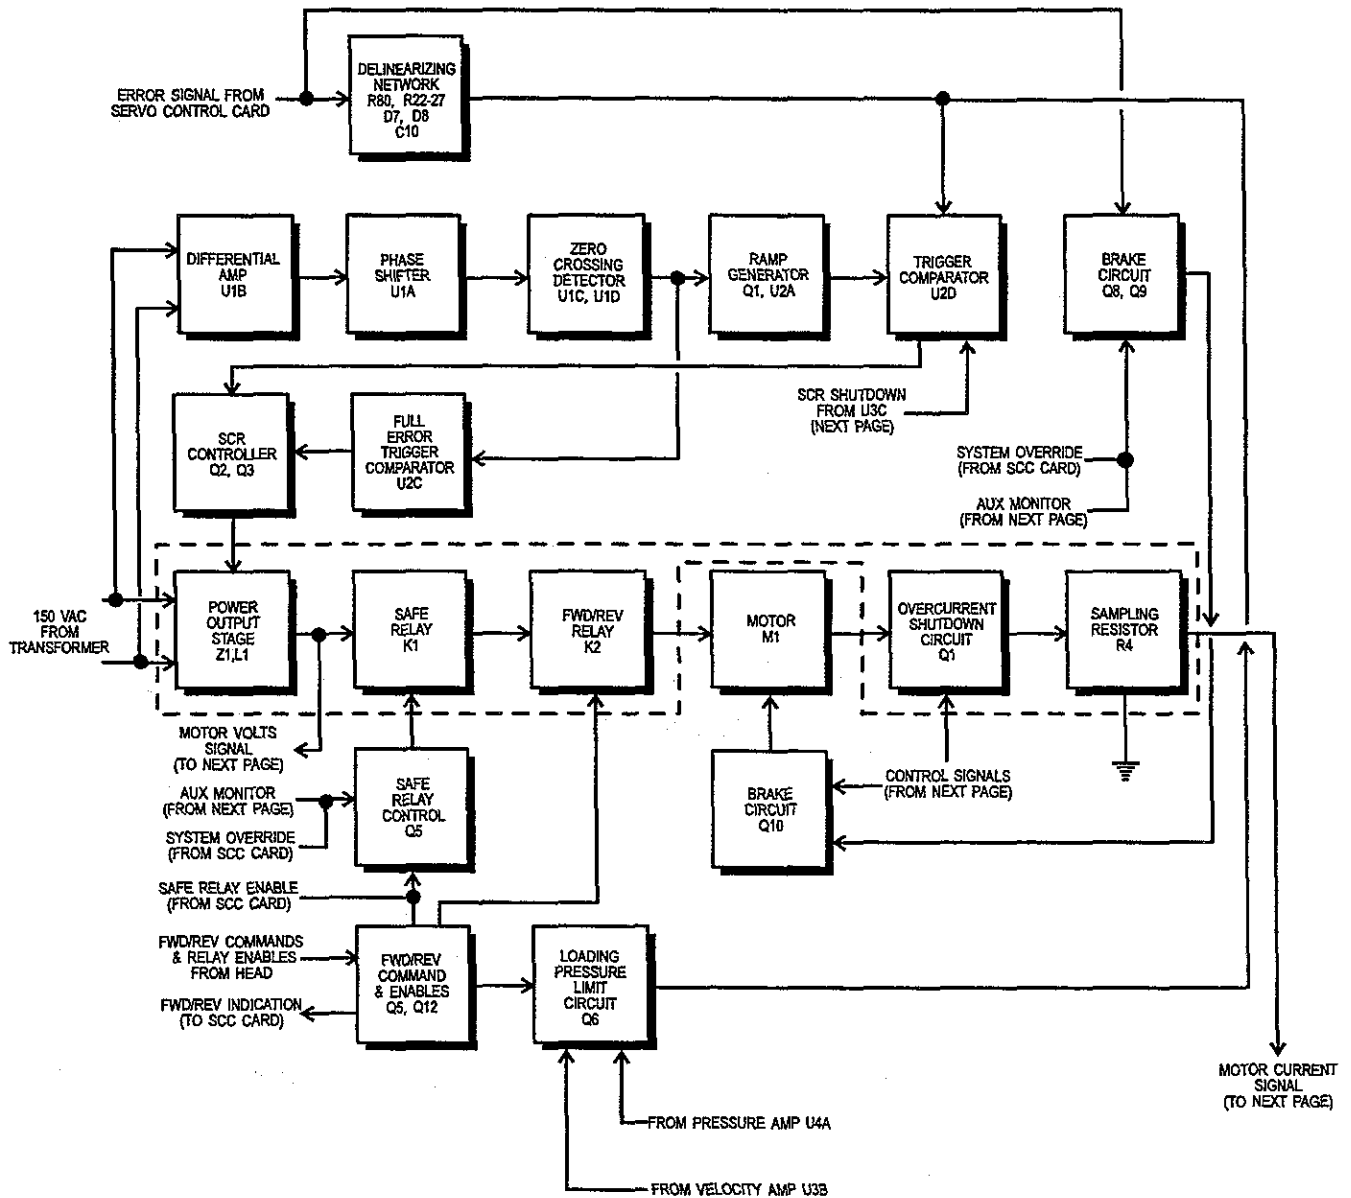 DELINEARIZING
NETWORK
R80, R22-27
D7, D8
C10
ERROR SIGNAL FROM
SERVO CONTROL CARD
DIFFERENTIAL
AMP
U1B
PHASE
SHIFTER
U1A
ZERO
CROSSING
DETECTOR
U1C, U1D
RAMP
GENERATOR
Q1, U2A
TRIGGER
COMPARATOR
U2D
BRAKE
CIRCUIT
Q8, Q9
SCR
CONTROLLER
Q2, Q3
FULL
ERROR
TRIGGER
COMPARATOR
U2C
SCR SHUTDOWN
FROM U3C
(NEXT PAGE)
SYSTEM OVERRIDE
(FROM SCC CARD)
AUX MONITOR
(FROM NEXT PAGE)
150 VAC
FROM
TRANSFORMER
POWER
OUTPUT
STAGE
Z1,L1
SAFE
RELAY
K1
FWD/REV
RELAY
K2
MOTOR
M1
OVERCURRENT
SHUTDOWN
CIRCUIT
Q1
SAMPLING
RESISTOR
R4
MOTOR VOLTS
SIGNAL
(TO NEXT PAGE)
AUX MONITOR
(FROM NEXT PAGE)
SYSTEM OVERRIDE
(FROM SCC CARD)
SAFE
RELAY
CONTROL
Q5
BRAKE
CIRCUIT
Q10
CONTROL SIGNALS
(FROM NEXT PAGE)
SAFE RELAY ENABLE
(FROM SCC CARD)
FWD/REV COMMANDS
& RELAY ENABLES
FROM HEAD
FWD/REV INDICATION
(TO SCC CARD)
FWD/REV
COMMAND
& ENABLES
Q5, Q12
LOADING
PRESSURE
LIMIT
CIRCUIT
Q6
MOTOR CURRENT
SIGNAL
(TO NEXT PAGE)
FROM PRESSURE AMP U4A
FROM VELOCITY AMP U3B